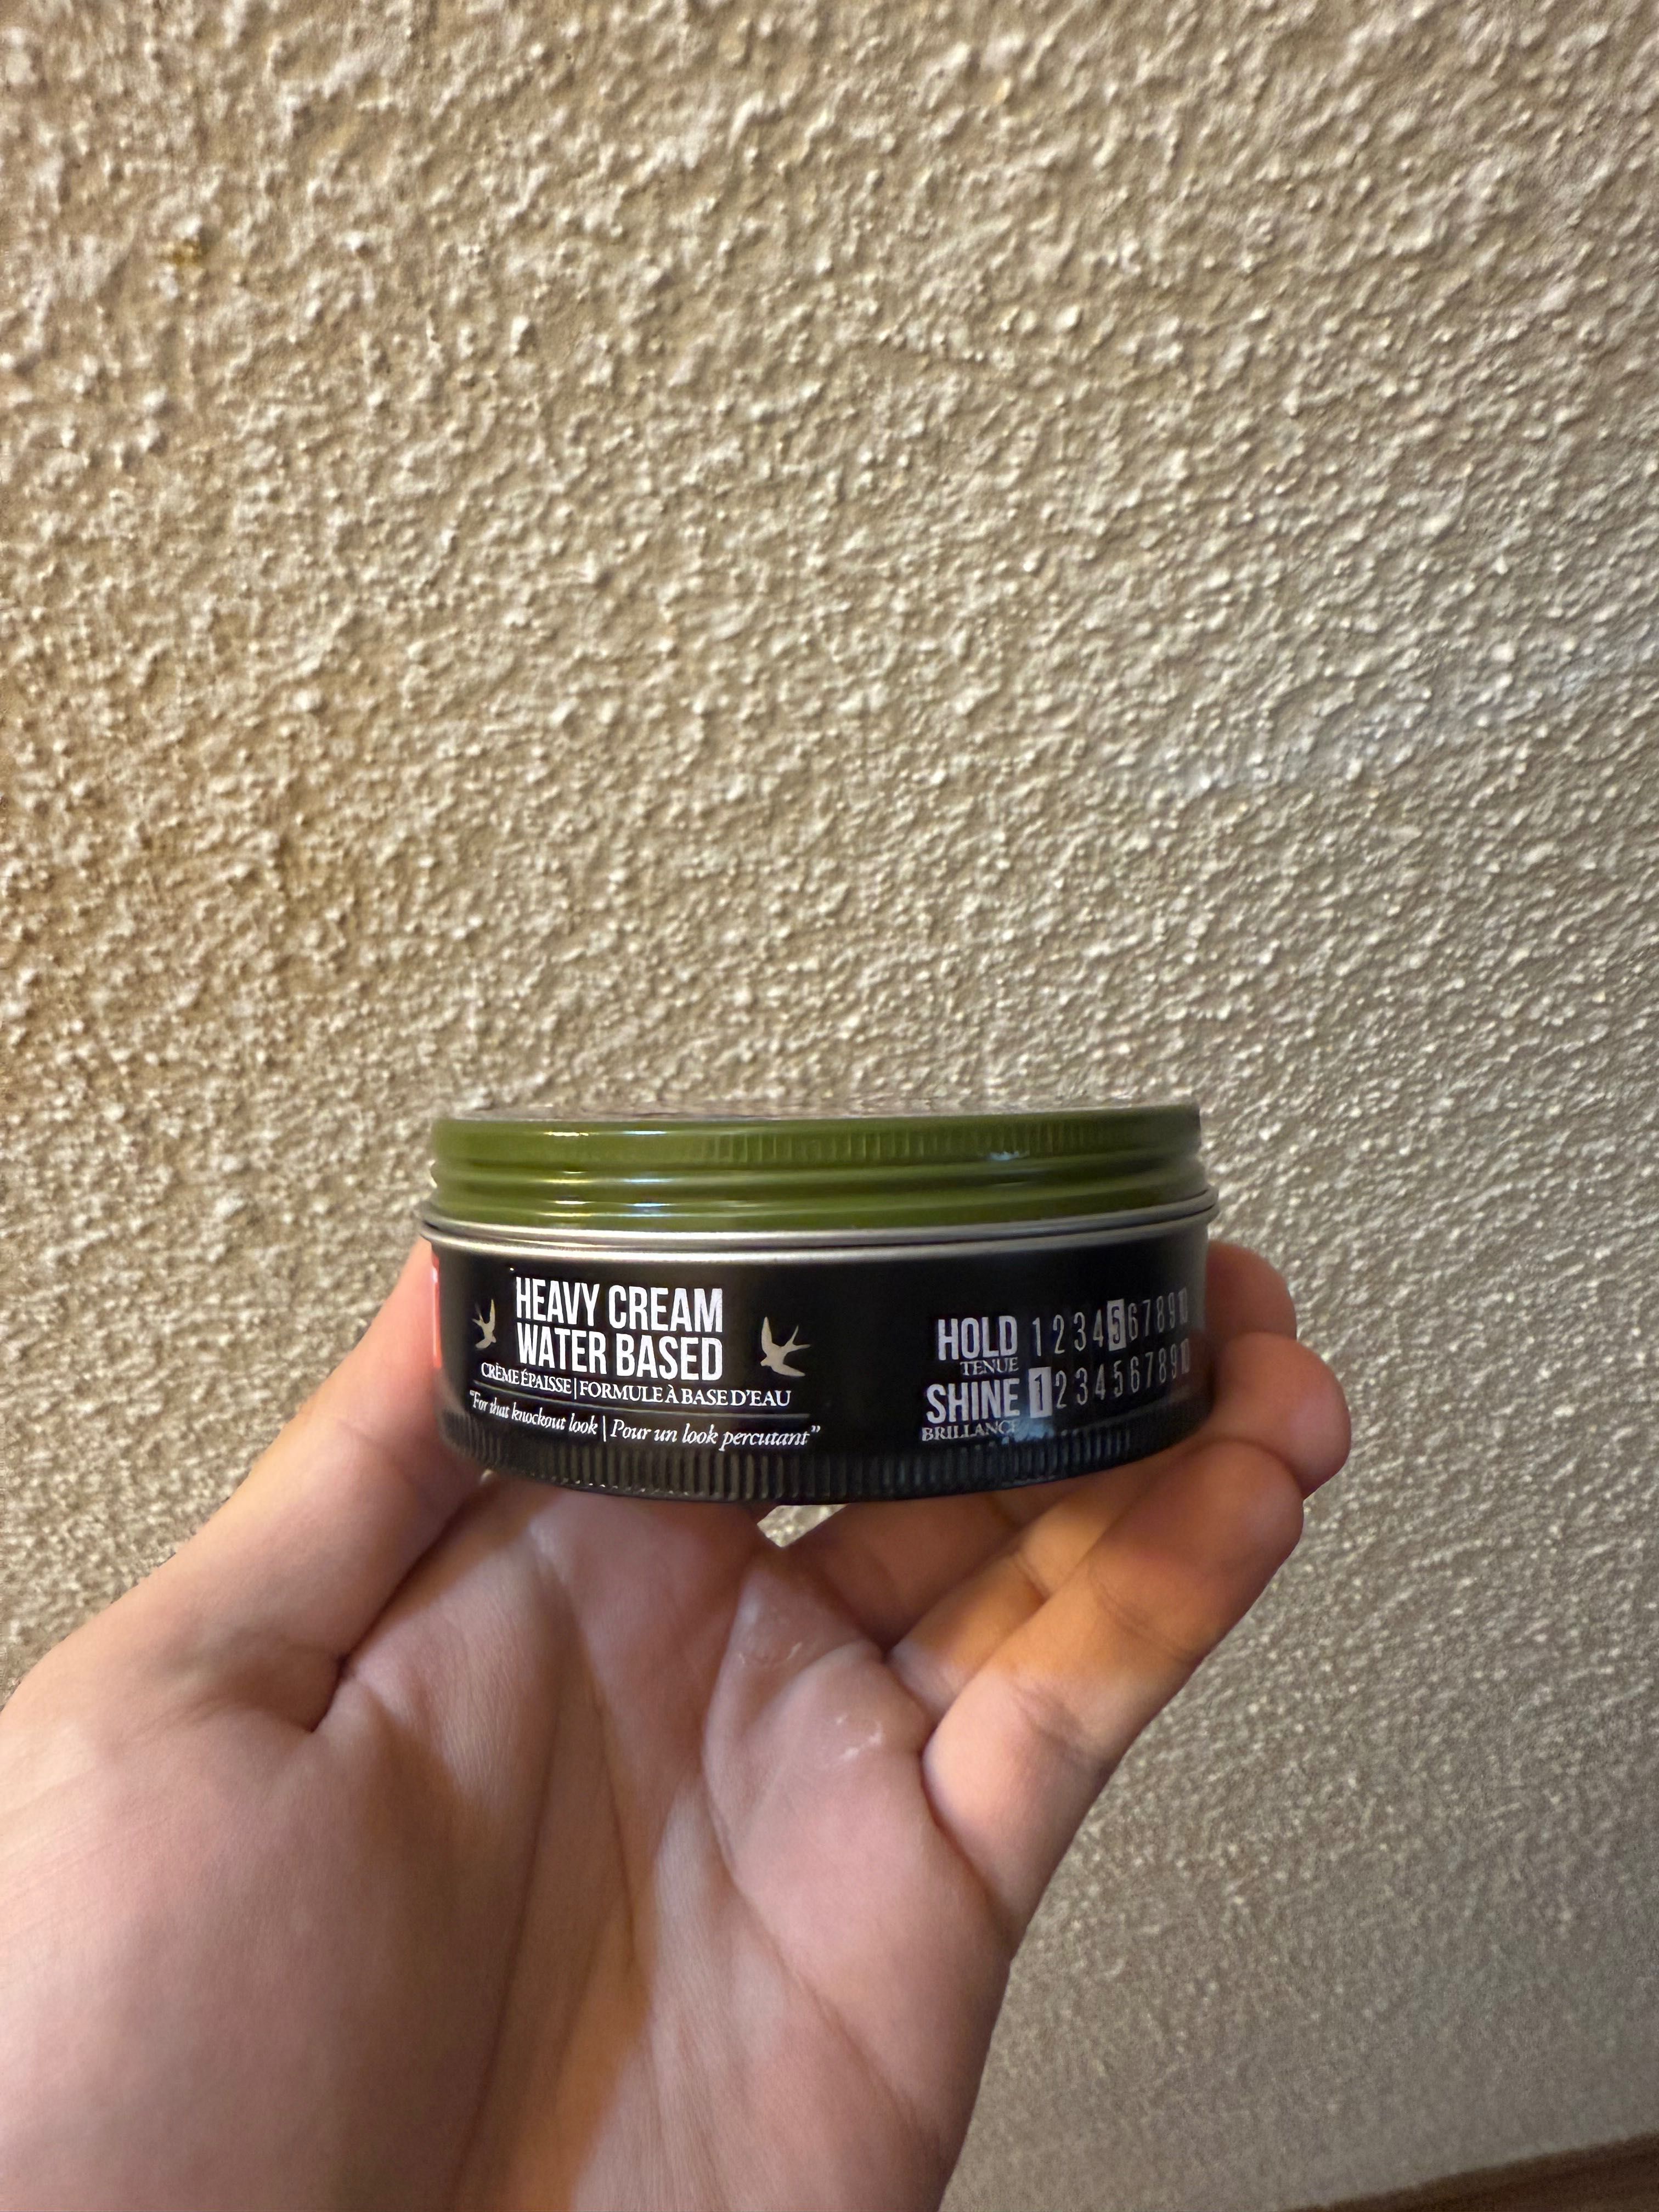 HEAVY CREAM
WATER BASED
CRÈME ÉPAISSE | FORMULE À BASE D'EAU
"For that knockout look | Pour un look percutant"
HOLD 1 2 3 4 5 6 7 8 9 10
TENUE
SHINE 1 2 3 4 5 6 7 8 9 10
BRILLANCE